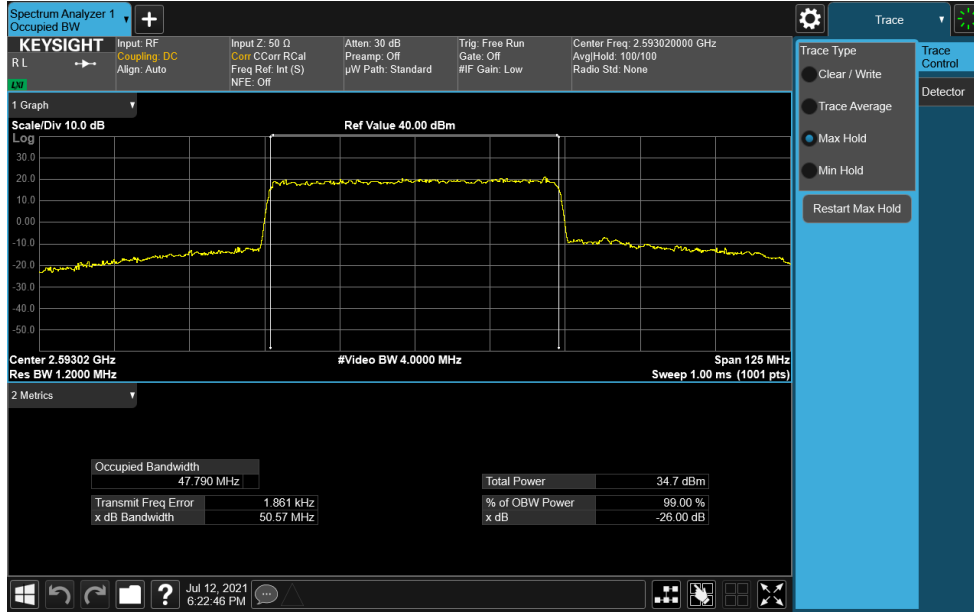 Spectrum Analyzer 1
Occupied BW
Trace
KEYSIGHT
R L
LXI
Input: RF
Coupling: DC
Align: Auto
Input Z: 50 Ω
Corr CCorr RCal
Freq Ref: Int (S)
NFE: Off
Atten: 30 dB
Preamp: Off
µW Path: Standard
Trig: Free Run
Gate: Off
#IF Gain: Low
Center Freq: 2.593020000 GHz
Avg|Hold: 100/100
Radio Std: None
Trace Type
Clear / Write
Trace Average
Max Hold
Min Hold
Restart Max Hold
Trace
Control
Detector
1 Graph
Scale/Div 10.0 dB
Ref Value 40.00 dBm
Log
30.0
20.0
10.0
0.00
-10.0
-20.0
-30.0
-40.0
-50.0
Center 2.59302 GHz
#Video BW 4.0000 MHz
Span 125 MHz
Res BW 1.2000 MHz
Sweep 1.00 ms (1001 pts)
2 Metrics
Occupied Bandwidth
47.790 MHz
Total Power 34.7 dBm
Transmit Freq Error 1.861 kHz
% of OBW Power 99.00 %
x dB Bandwidth 50.57 MHz
x dB -26.00 dB
?
Jul 12, 2021
6:22:46 PM